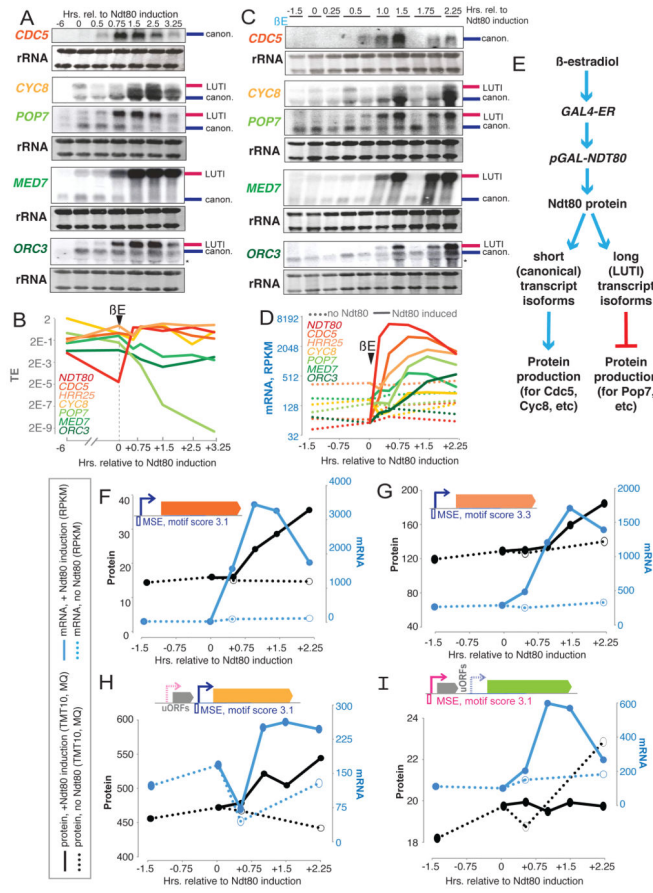 A
Hrs. rel. to Ndt80 induction
-6 0 0.5 0.75 1.5 2.5 3.25
CDC5
canon.
rRNA
CYC8
LUTI
canon.
POP7
LUTI
canon.
rRNA
MED7
LUTI
canon.
rRNA
ORC3
LUTI
canon.
*
rRNA
C
ßE
Hrs. rel. to
Ndt80 induction
-1.5 0 0.25 0.5 1.0 1.5 1.75 2.25
CDC5
canon.
rRNA
CYC8
LUTI
canon.
POP7
LUTI
canon.
rRNA
MED7
LUTI
canon.
rRNA
ORC3
LUTI
canon.
*
rRNA
E
ß-estradiol
GAL4-ER
pGAL-NDT80
Ndt80 protein
short
(canonical)
transcript
isoforms
long
(LUTI)
transcript
isoforms
Protein
production
(for Cdc5,
Cyc8, etc)
Protein
production
(for Pop7,
etc)
B
ßE
2
2E-1
2E-3
2E-5
2E-7
2E-9
TE
NDT80
CDC5
HRR25
CYC8
POP7
MED7
ORC3
-6 0 +0.75 +1.5 +3.25
Hrs. relative to Ndt80 induction
D
no Ndt80
Ndt80 induced
ßE
8192
2048
512
128
32
mRNA, RPKM
NDT80
CDC5
HRR25
CYC8
POP7
MED7
ORC3
-1.5 -0.75 0 +0.75 +1.5 +2.25
Hrs. relative to Ndt80 induction
mRNA, + Ndt80 induction (RPKM)
mRNA, no Ndt80 (RPKM)
protein, +Ndt80 induction (TMT10, MQ)
protein, no Ndt80 (TMT10, MQ)
F
MSE, motif score 3.1
40
30
20
10
0
Protein
4000
3000
2000
1000
0
mRNA
-1.5 -0.75 0 +0.75 +1.5 +2.25
Hrs. relative to Ndt80 induction
G
MSE, motif score 3.3
200
160
120
80
40
Protein
2000
1500
1000
500
0
mRNA
-1.5 -0.75 0 +0.75 +1.5 +2.25
Hrs. relative to Ndt80 induction
H
uORFs
MSE, motif score 3.1
600
550
500
450
400
Protein
300
225
150
75
0
mRNA
-1.5 -0.75 0 +0.75 +1.5 +2.25
Hrs. relative to Ndt80 induction
I
uORFs
MSE, motif score 3.1
24
22
20
18
Protein
600
400
200
0
mRNA
-1.5 -0.75 0 +0.75 +1.5 +2.25
Hrs. relative to Ndt80 induction